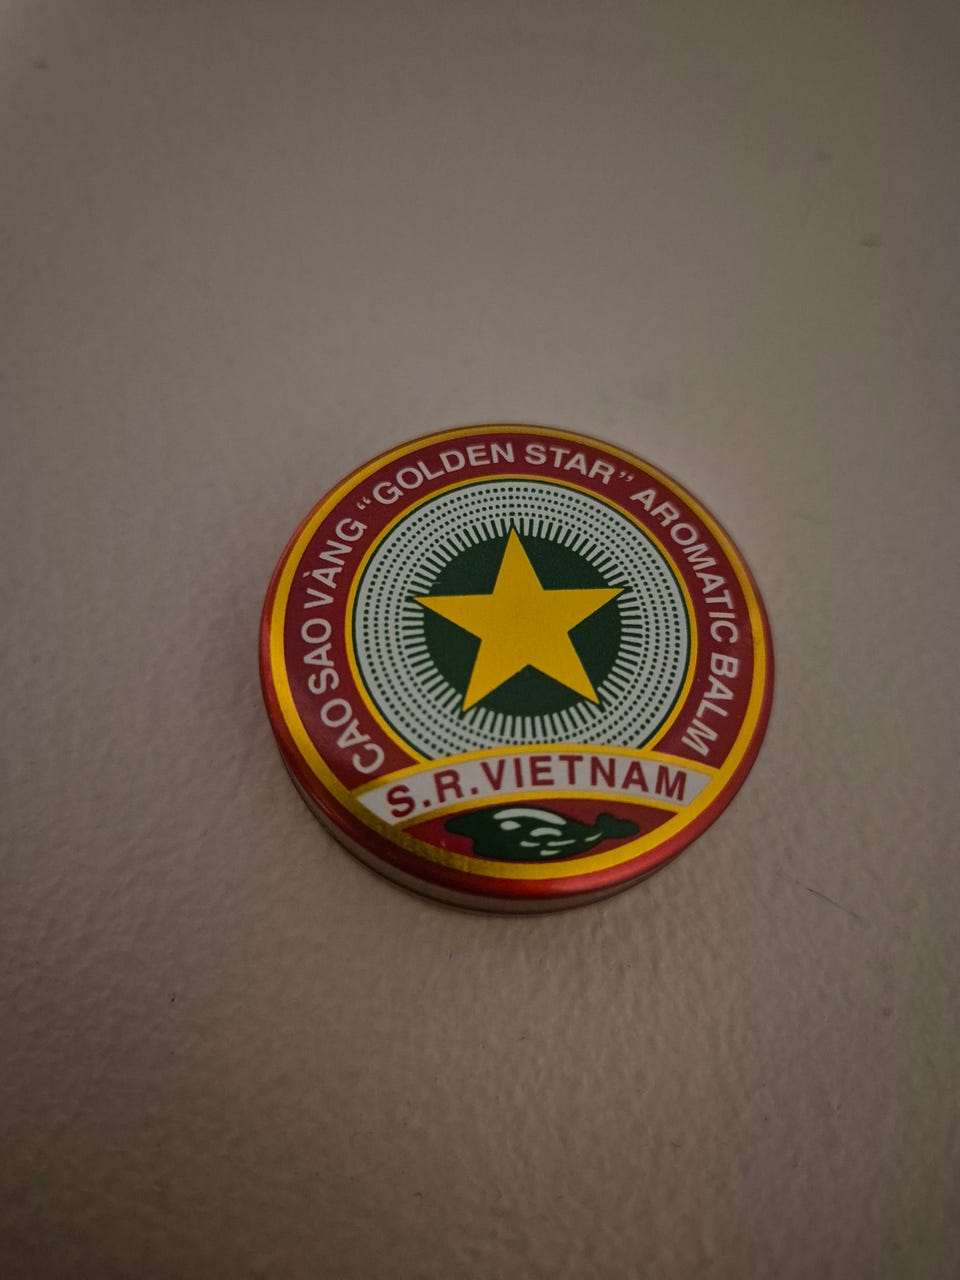 CAO SAO VÀNG “GOLDEN STAR” AROMATIC BALM
S.R.VIETNAM